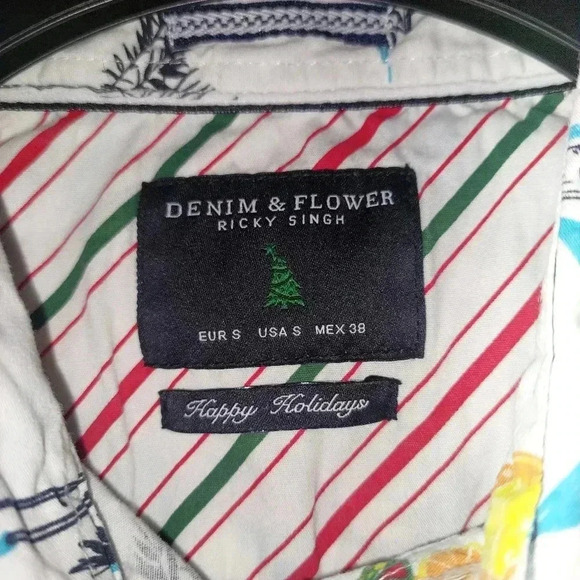 DENIM & FLOWER
RICKY SINGH
EUR S USA S MEX 38
Happy Holidays